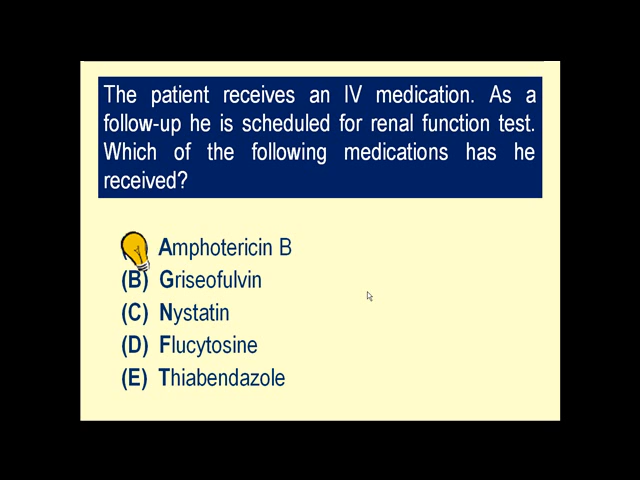 The patient receives an IV medication. As a
follow-up he is scheduled for renal function test.
Which of the following medications has he
received?
Amphotericin B
(B) Griseofulvin
(C) Nystatin
(D) Flucytosine
(E) Thiabendazole